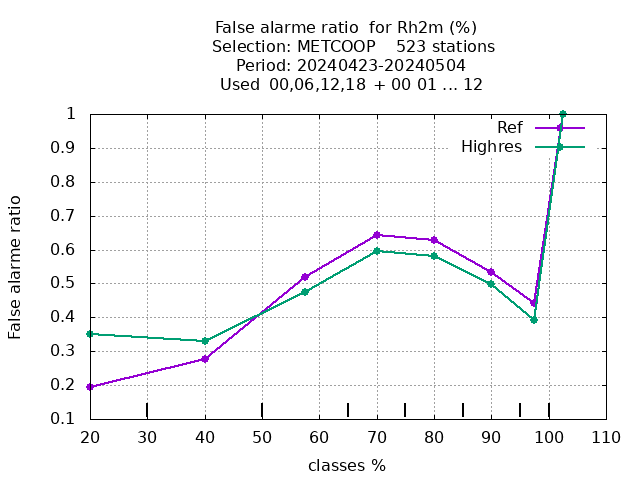 False alarme ratio  for Rh2m (%)
Selection: METCOOP    523 stations
Period: 20240423-20240504
Used  00,06,12,18  + 00 01 ... 12
Ref
Highres
False alarme ratio
1
0.9
0.8
0.7
0.6
0.5
0.4
0.3
0.2
0.1
20 30 40 50 60 70 80 90 100 110
classes %